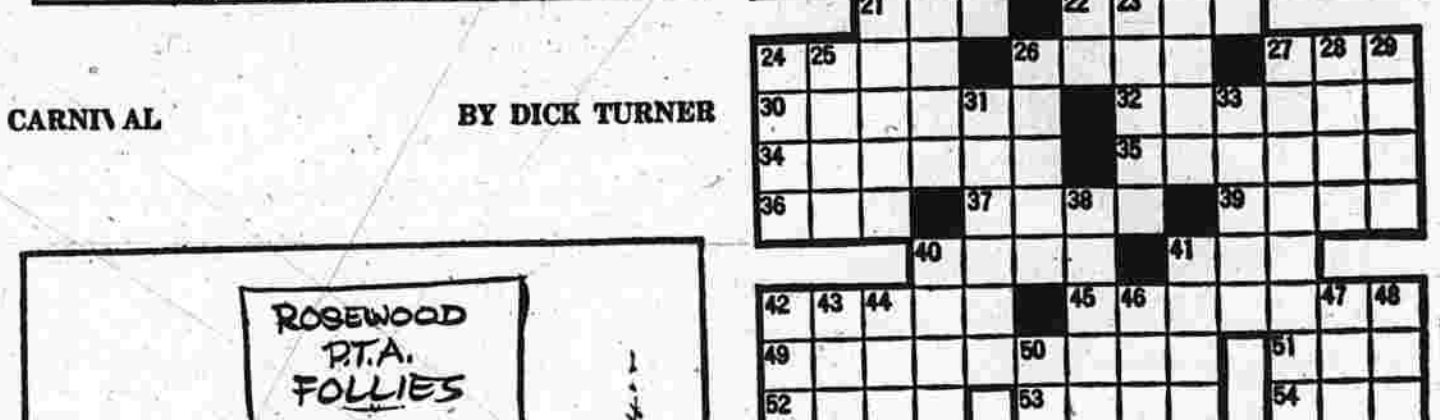 CARNIVAL
BY DICK TURNER
ROSEWOOD
P.T.A.
FOLLIES
21 22 23
24 25 26 27 28 29
30 31 32 33
34 35
36 37 38 39
40 41
42 43 44 45 46 47 48
49 50 51
52 53 54